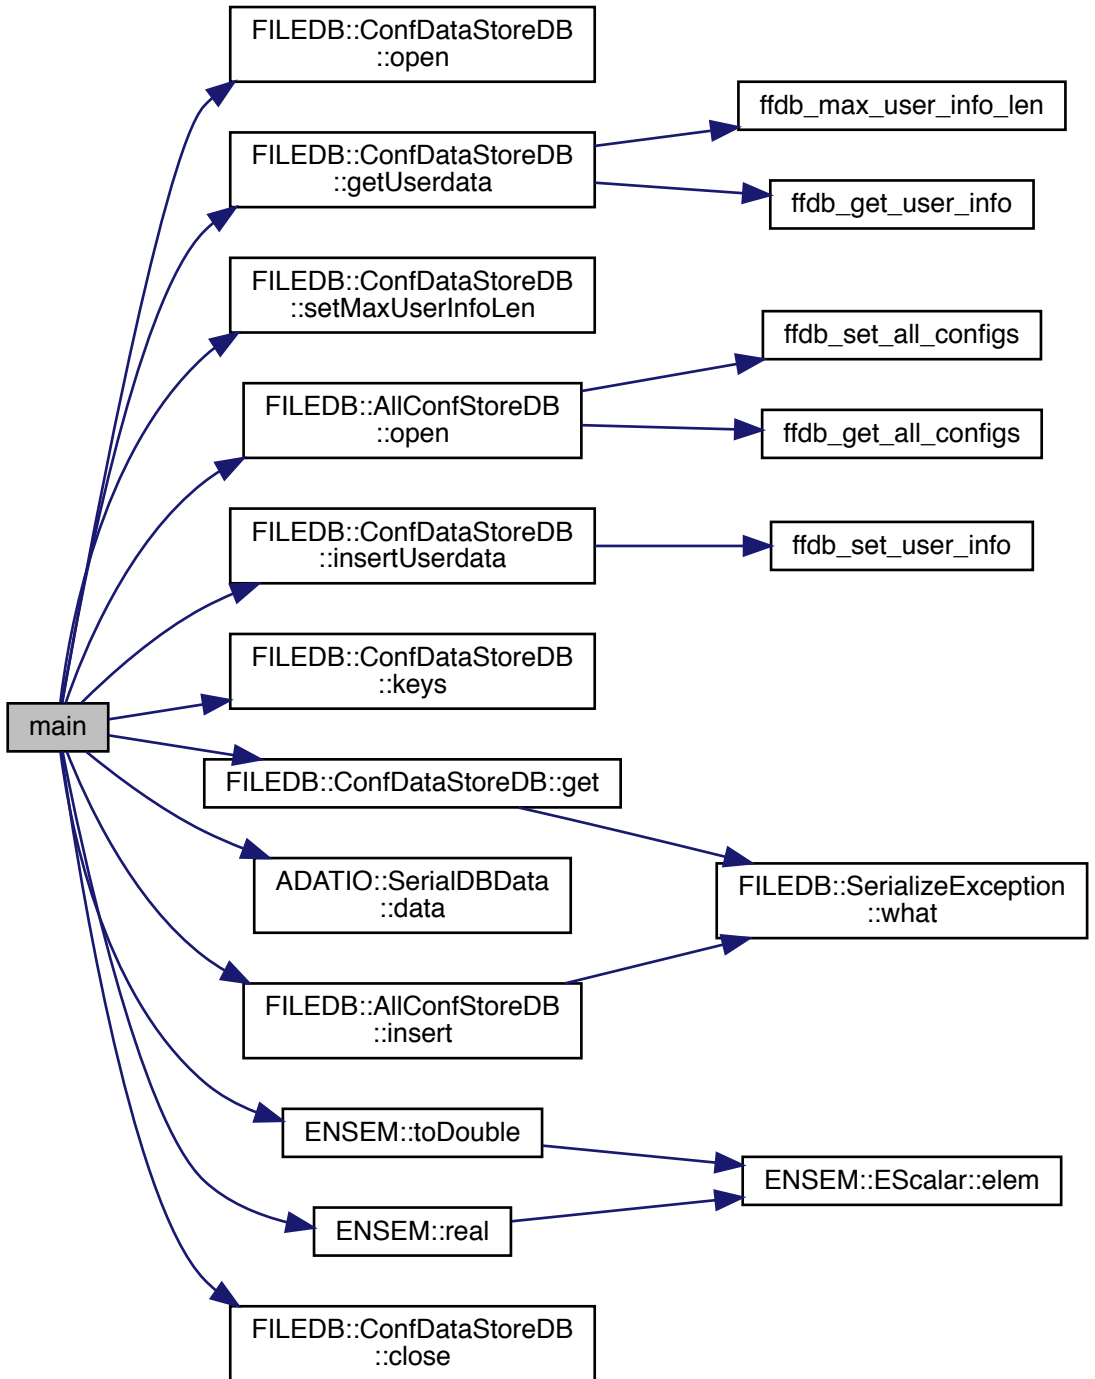 FILEDB::ConfDataStoreDB
::open
ffdb_max_user_info_len
FILEDB::ConfDataStoreDB
::getUserdata
ffdb_get_user_info
FILEDB::ConfDataStoreDB
::setMaxUserInfoLen
ffdb_set_all_configs
FILEDB::AllConfStoreDB
::open
ffdb_get_all_configs
FILEDB::ConfDataStoreDB
::insertUserdata
ffdb_set_user_info
FILEDB::ConfDataStoreDB
::keys
main
FILEDB::ConfDataStoreDB::get
ADATIO::SerialDBData
::data
FILEDB::SerializeException
::what
FILEDB::AllConfStoreDB
::insert
ENSEM::toDouble
ENSEM::EScalar::elem
ENSEM::real
FILEDB::ConfDataStoreDB
::close